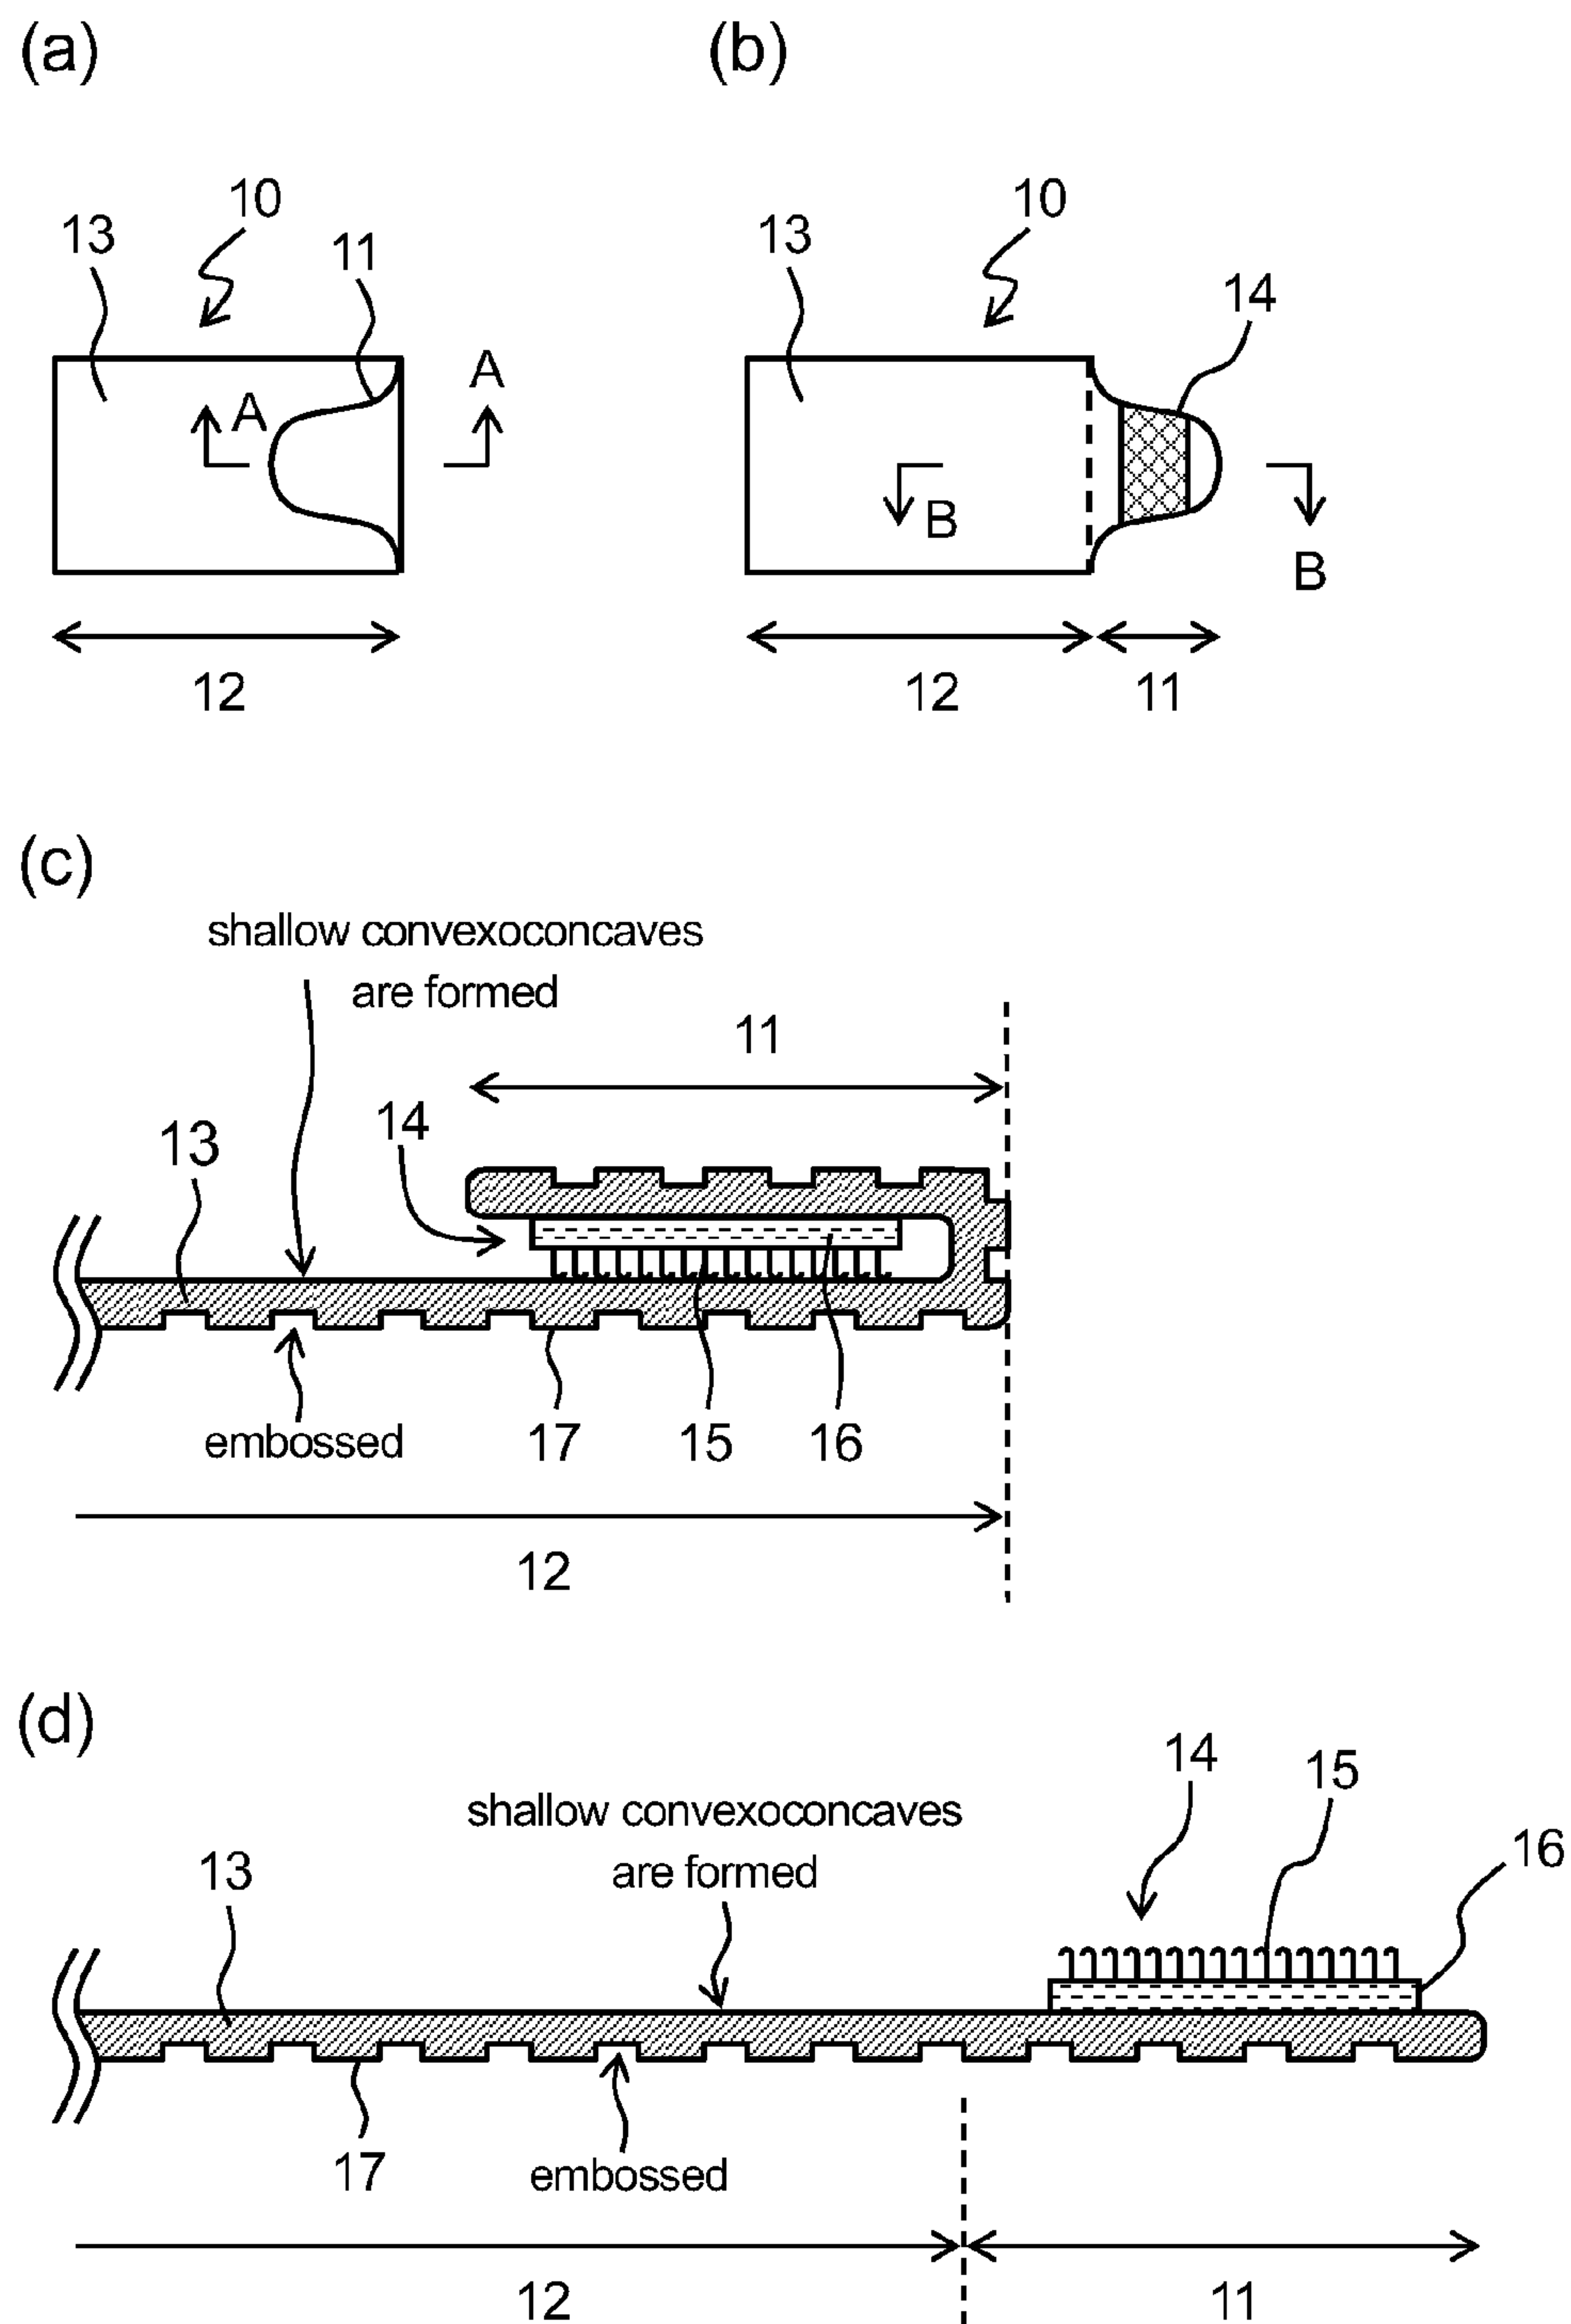 (a)
(b)
10
13
11
A
A
12
10
13
14
B
B
12
11
(c)
shallow convexoconcaves
are formed
11
14
13
embossed
17
15
16
12
(d)
14
15
shallow convexoconcaves
are formed
16
13
17
embossed
12
11